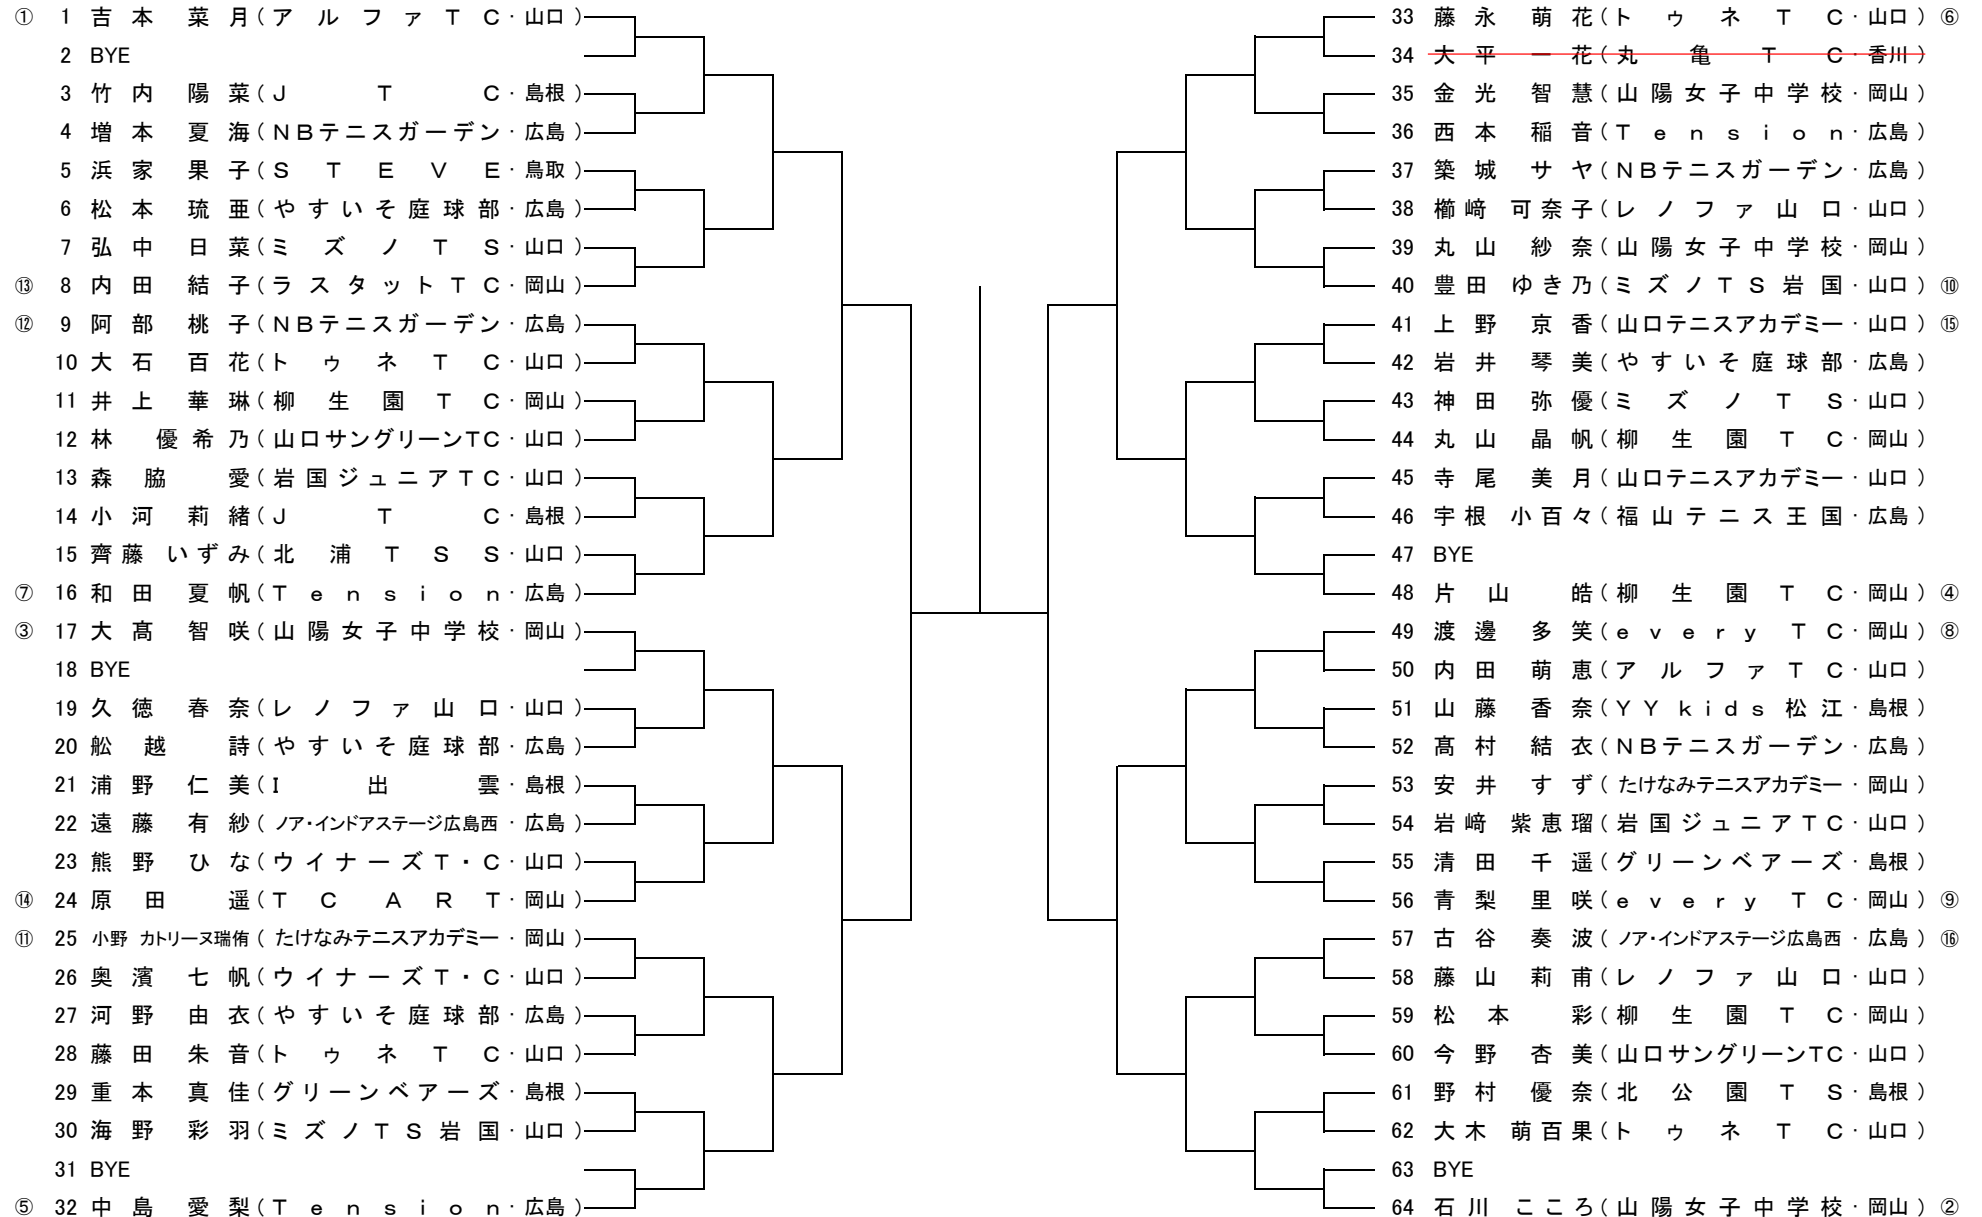 ① 1 吉本 菜月(アルファTC・山口)
2 BYE
3 竹内 陽菜(JTC・島根)
4 増本 夏海(NBテニスガーデン・広島)
5 浜家 果子(STEVE・鳥取)
6 松本 琉亜(やすいそ庭球部・広島)
7 弘中 日菜(ミズノTS・山口)
⑬ 8 内田 結子(ラスタットTC・岡山)
⑫ 9 阿部 桃子(NBテニスガーデン・広島)
10 大石 百花(トゥネTC・山口)
11 井上 華琳(柳生園TC・岡山)
12 林 優希乃(山口サングリーンTC・山口)
13 森脇 愛(岩国ジュニアTC・山口)
14 小河 莉緒(JTC・島根)
15 齊藤 いずみ(北浦TSS・山口)
⑦ 16 和田 夏帆(Tension・広島)
③ 17 大髙 智咲(山陽女子中学校・岡山)
18 BYE
19 久徳 春奈(レノファ山口・山口)
20 舩越 詩(やすいそ庭球部・広島)
21 浦野 仁美(I出雲・島根)
22 遠藤 有紗(ノア・インドアステージ広島西・広島)
23 熊野 ひな(ウイナーズT・C・山口)
⑭ 24 原田 遥(TC ART・岡山)
⑪ 25 小野 カトリーヌ瑞侑(たけなみテニスアカデミー・岡山)
26 奥濱 七帆(ウイナーズT・C・山口)
27 河野 由衣(やすいそ庭球部・広島)
28 藤田 朱音(トゥネTC・山口)
29 重本 真佳(グリーンベアーズ・島根)
30 海野 彩羽(ミズノTS岩国・山口)
31 BYE
⑤ 32 中島 愛梨(Tension・広島)
33 藤永 萌花(トゥネTC・山口) ⑥
34 大平 一花(丸亀TC・香川)
35 金光 智慧(山陽女子中学校・岡山)
36 西本 稲音(Tension・広島)
37 築城 サヤ(NBテニスガーデン・広島)
38 櫛﨑 可奈子(レノファ山口・山口)
39 丸山 紗奈(山陽女子中学校・岡山)
40 豊田 ゆき乃(ミズノTS岩国・山口) ⑩
41 上野 京香(山口テニスアカデミー・山口) ⑮
42 岩井 琴美(やすいそ庭球部・広島)
43 神田 弥優(ミズノTS・山口)
44 丸山 晶帆(柳生園TC・岡山)
45 寺尾 美月(山口テニスアカデミー・山口)
46 宇根 小百々(福山テニス王国・広島)
47 BYE
48 片山 皓(柳生園TC・岡山) ④
49 渡邊 多笑(every TC・岡山) ⑧
50 内田 萌恵(アルファTC・山口)
51 山藤 香奈(YYkids松江・島根)
52 髙村 結衣(NBテニスガーデン・広島)
53 安井 すず(たけなみテニスアカデミー・岡山)
54 岩﨑 紫恵瑠(岩国ジュニアTC・山口)
55 清田 千遥(グリーンベアーズ・島根)
56 青梨 里咲(every TC・岡山) ⑨
57 古谷 奏波(ノア・インドアステージ広島西・広島) ⑯
58 藤山 莉甫(レノファ山口・山口)
59 松本 彩(柳生園TC・岡山)
60 今野 杏美(山口サングリーンTC・山口)
61 野村 優奈(北公園TS・島根)
62 大木 萌百果(トゥネTC・山口)
63 BYE
64 石川 こころ(山陽女子中学校・岡山) ②